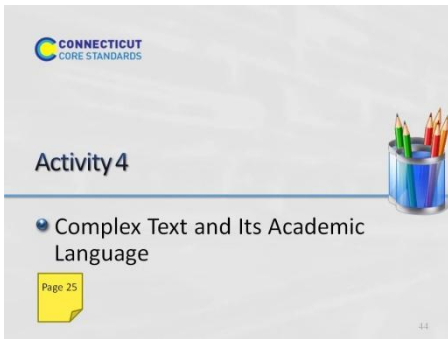 CONNECTICUT
CORE STANDARDS
Activity 4
Complex Text and Its Academic
Language
Page 25
44